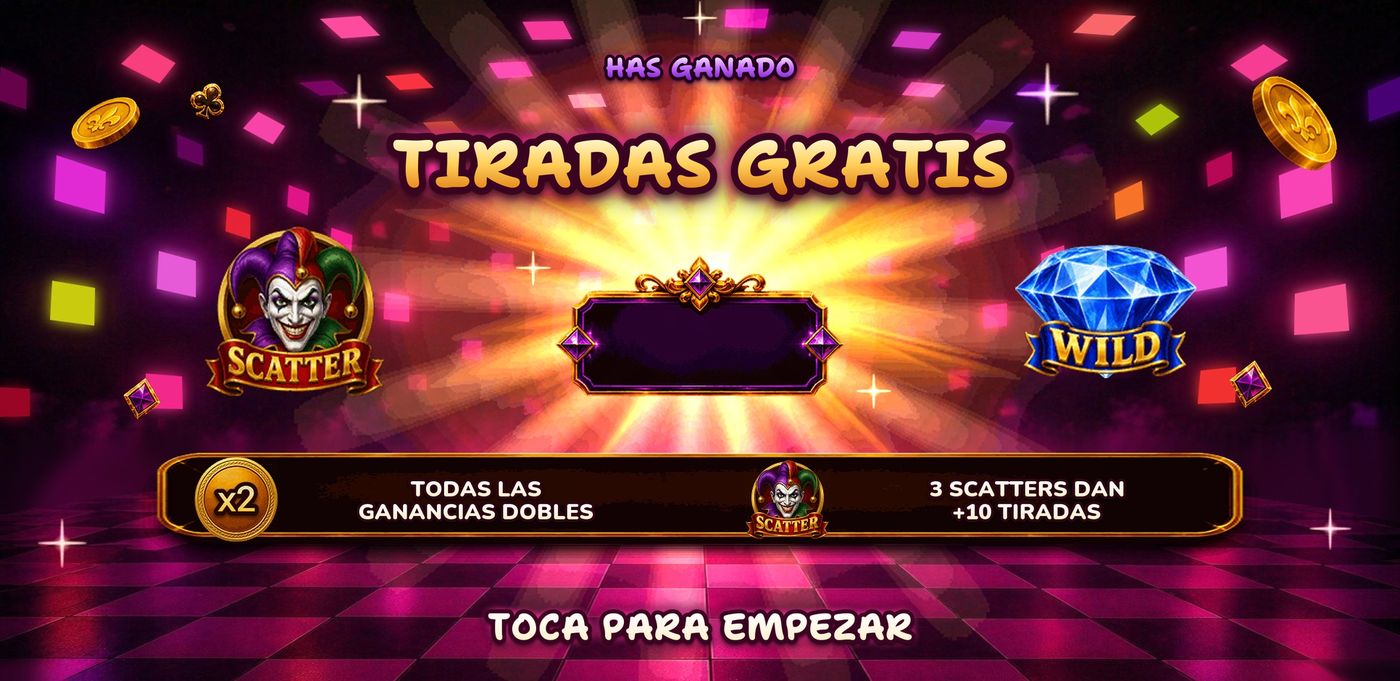 HAS GANADO
TIRADAS GRATIS
SCATTER
WILD
x2
TODAS LAS
GANANCIAS DOBLES
SCATTER
3 SCATTERS DAN
+10 TIRADAS
TOCA PARA EMPEZAR